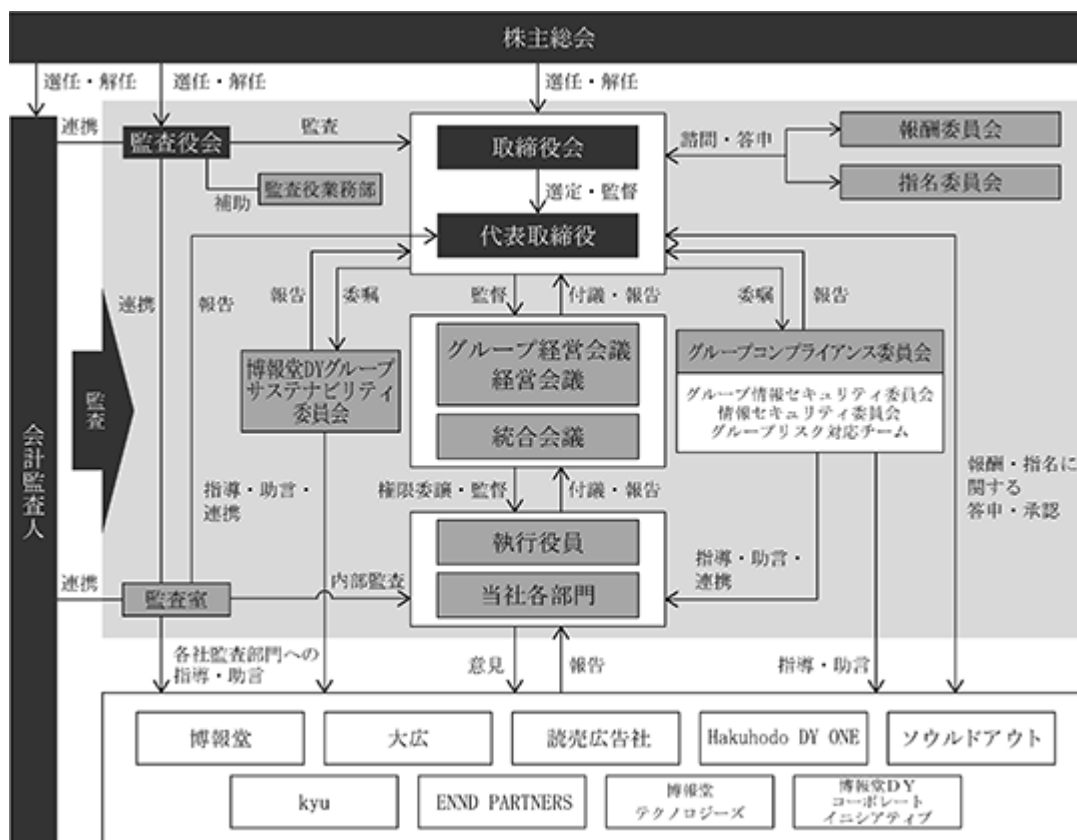 株主総会
選任・解任
選任・解任
選任・解任
連携
監査役会
監査
取締役会
諮問・答申
報酬委員会
指名委員会
補助
監査役業務部
選定・監督
代表取締役
連携
報告
報告
委嘱
監督
付議・報告
委嘱
報告
博報堂DYグループ
サステナビリティ
委員会
グループ経営会議
経営会議
統合会議
グループコンプライアンス委員会
グループ情報セキュリティ委員会
情報セキュリティ委員会
グループリスク対応チーム
監査
会計監査人
指導・助言・
連携
権限委譲・監督
付議・報告
報酬・指名に
関する
答申・承認
執行役員
当社各部門
指導・助言・
連携
連携
監査室
内部監査
各社監査部門への
指導・助言
意見
報告
指導・助言
博報堂
大広
読売広告社
Hakuhodo DY ONE
ソウルドアウト
kyu
ENND PARTNERS
博報堂
テクノロジーズ
博報堂DY
コーポレート
イニシアティブ